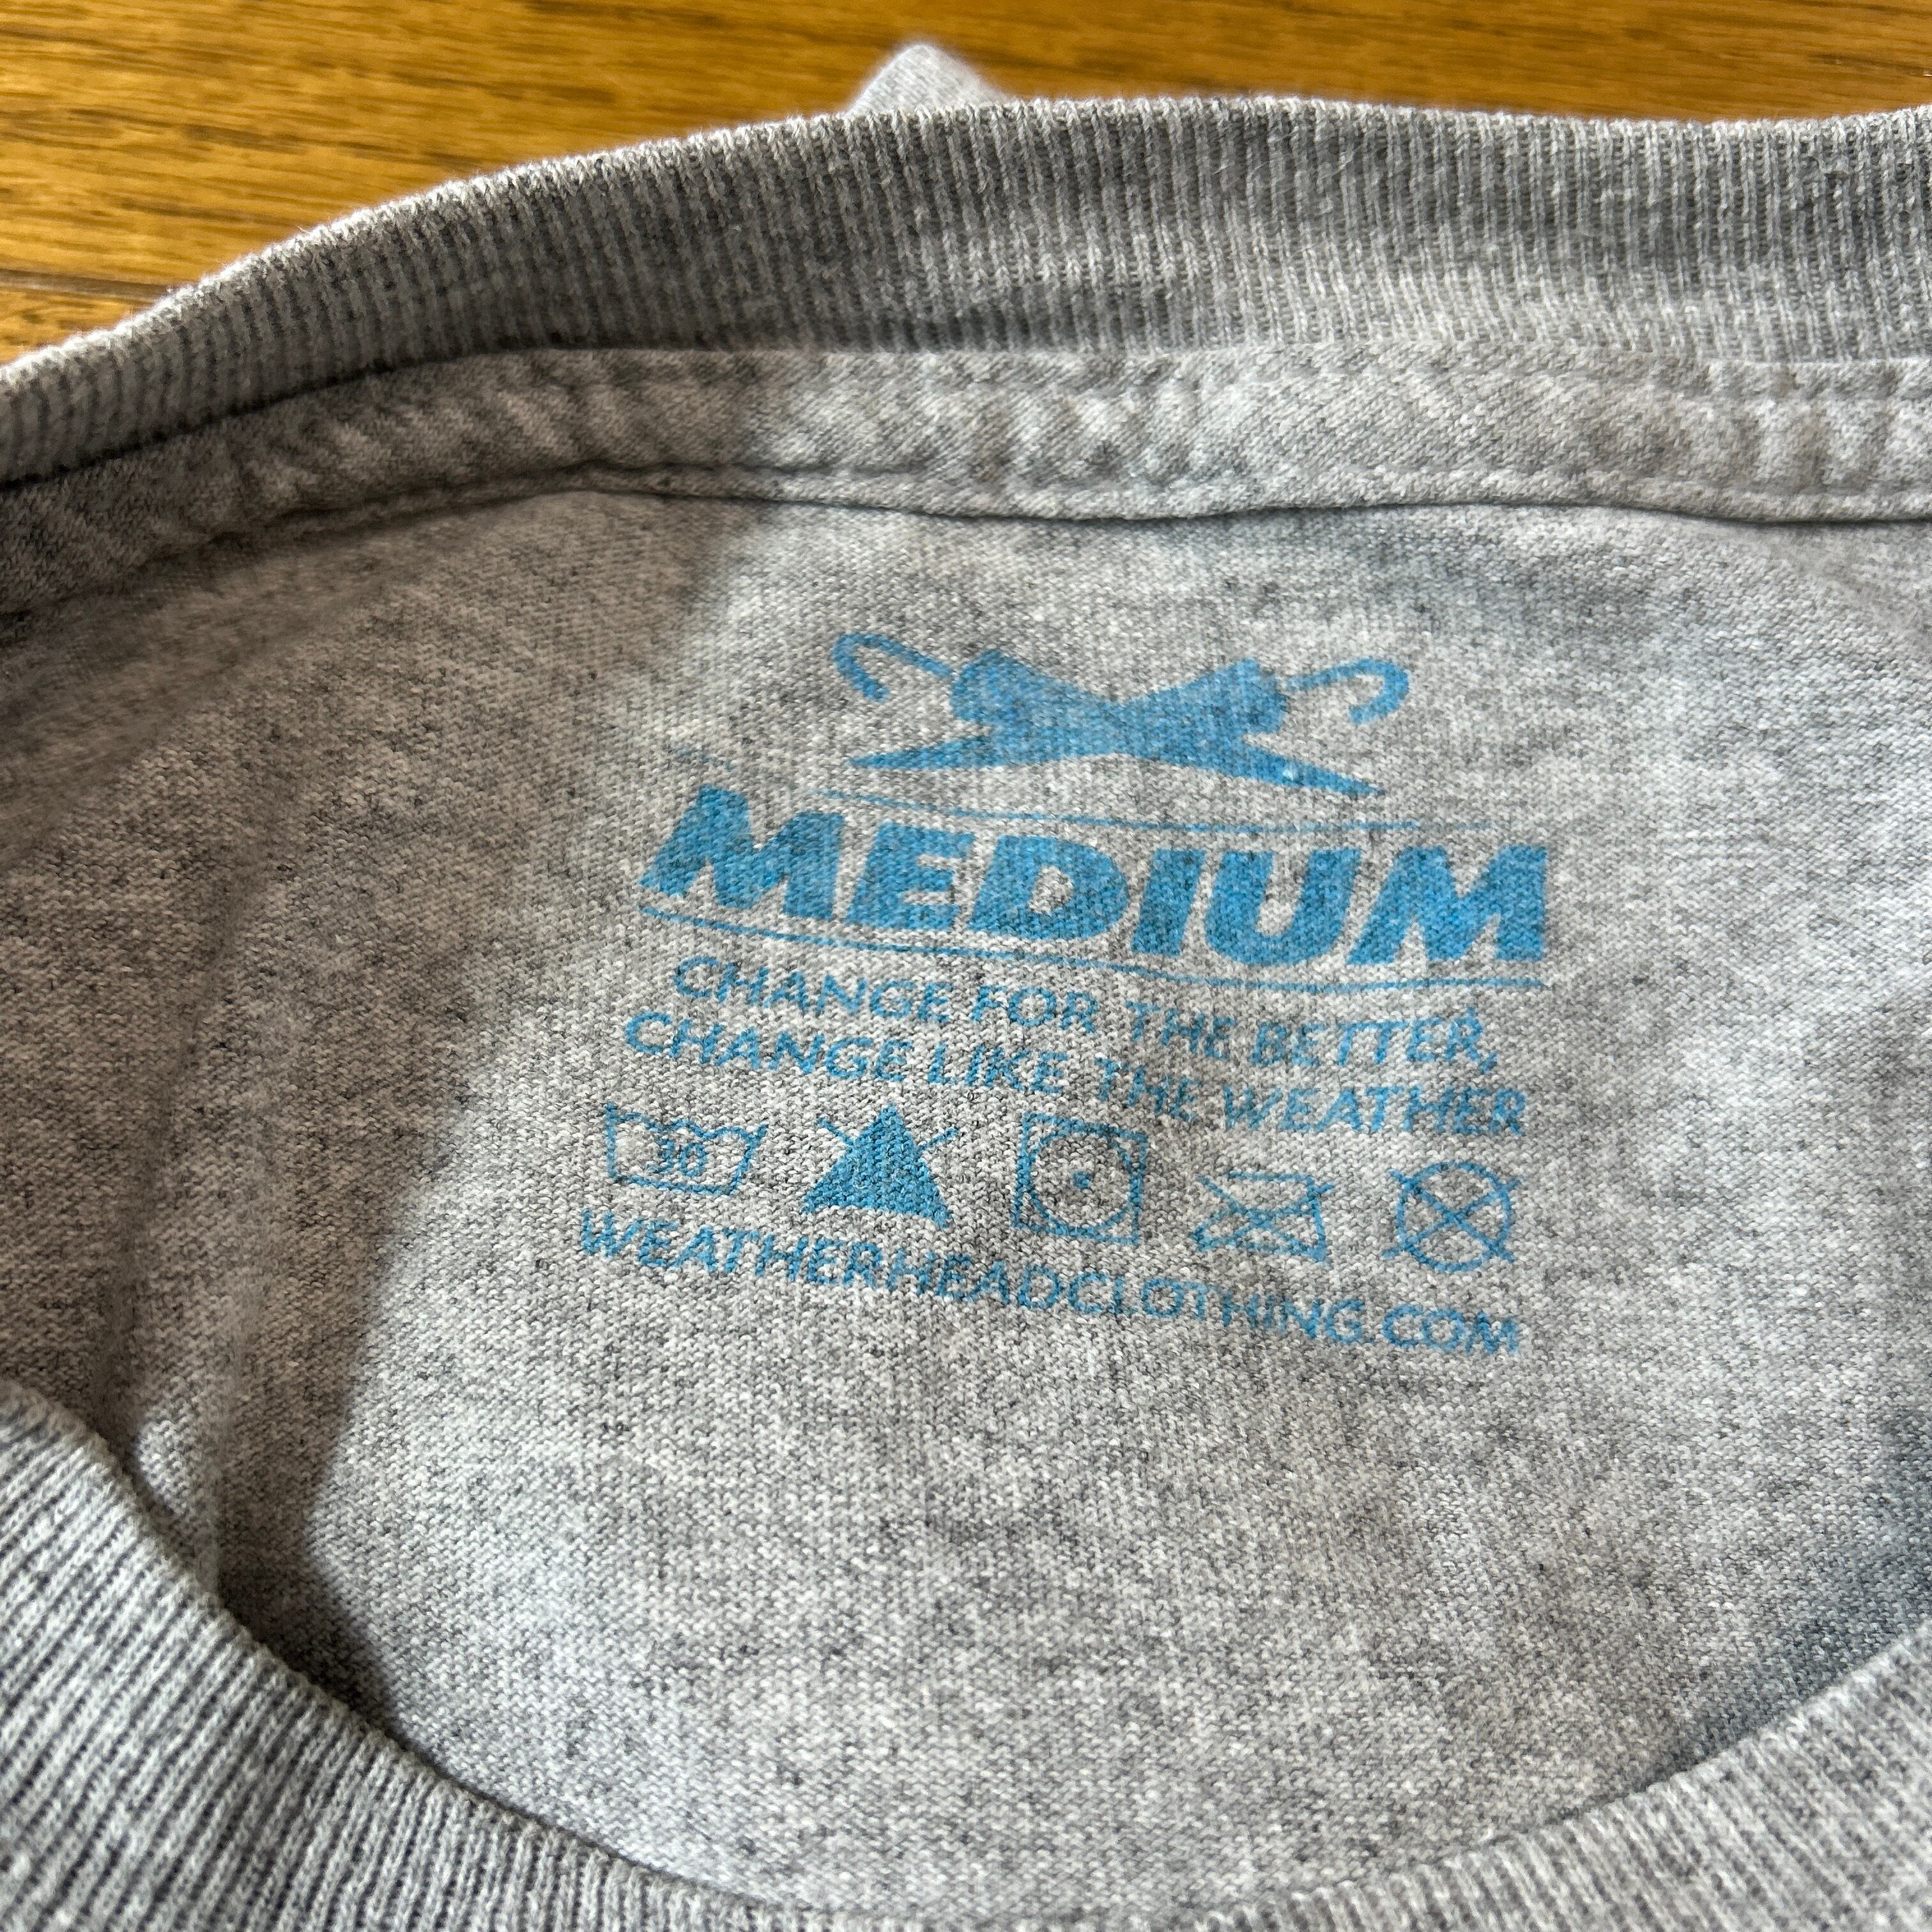 MEDIUM
CHANGE FOR THE BETTER,
CHANGE LIKE THE WEATHER
30
WEATHERHEADCLOTHING.COM